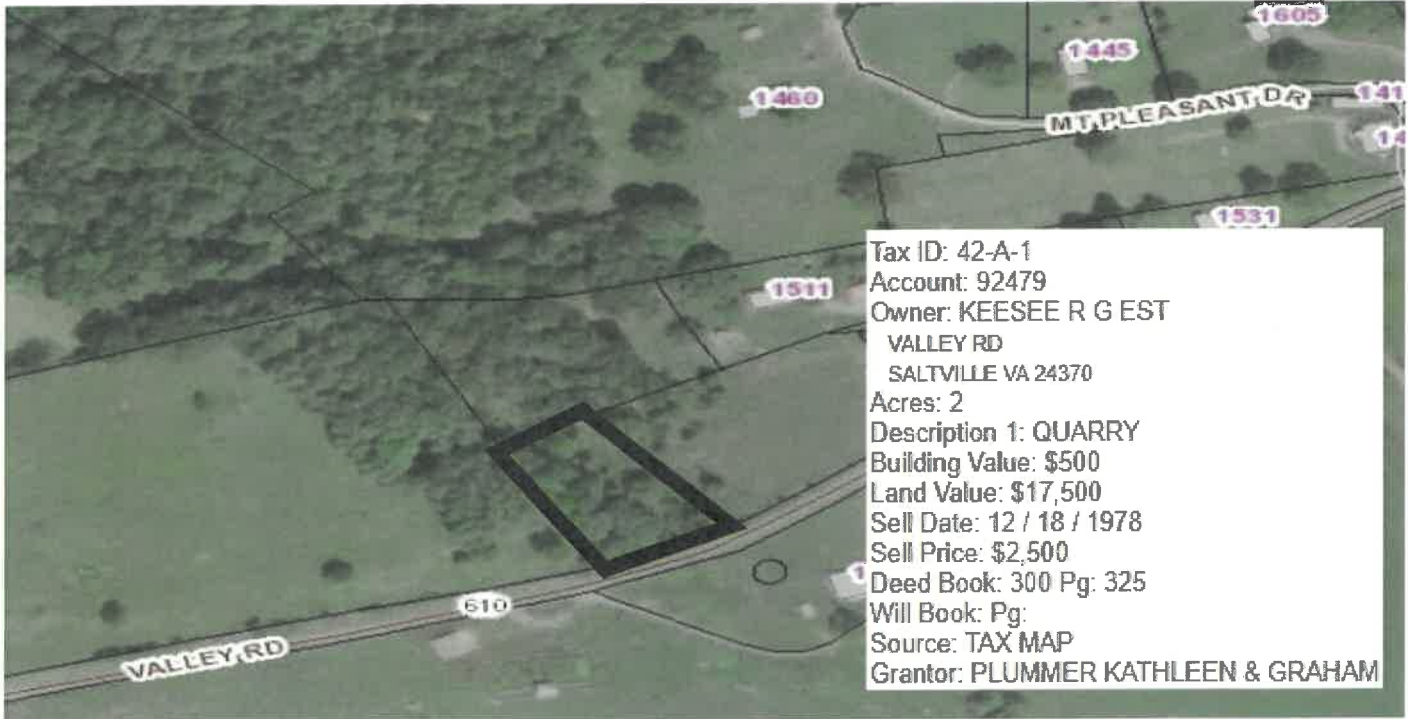 1605
1445
1460
MT PLEASANT DR
1531
1511
Tax ID: 42-A-1
Account: 92479
Owner: KEESEE R G EST
VALLEY RD
SALTVILLE VA 24370
Acres: 2
Description 1: QUARRY
Building Value: $500
Land Value: $17,500
Sell Date: 12 / 18 / 1978
Sell Price: $2,500
Deed Book: 300 Pg: 325
Will Book: Pg:
Source: TAX MAP
Grantor: PLUMMER KATHLEEN & GRAHAM
610
VALLEY RD